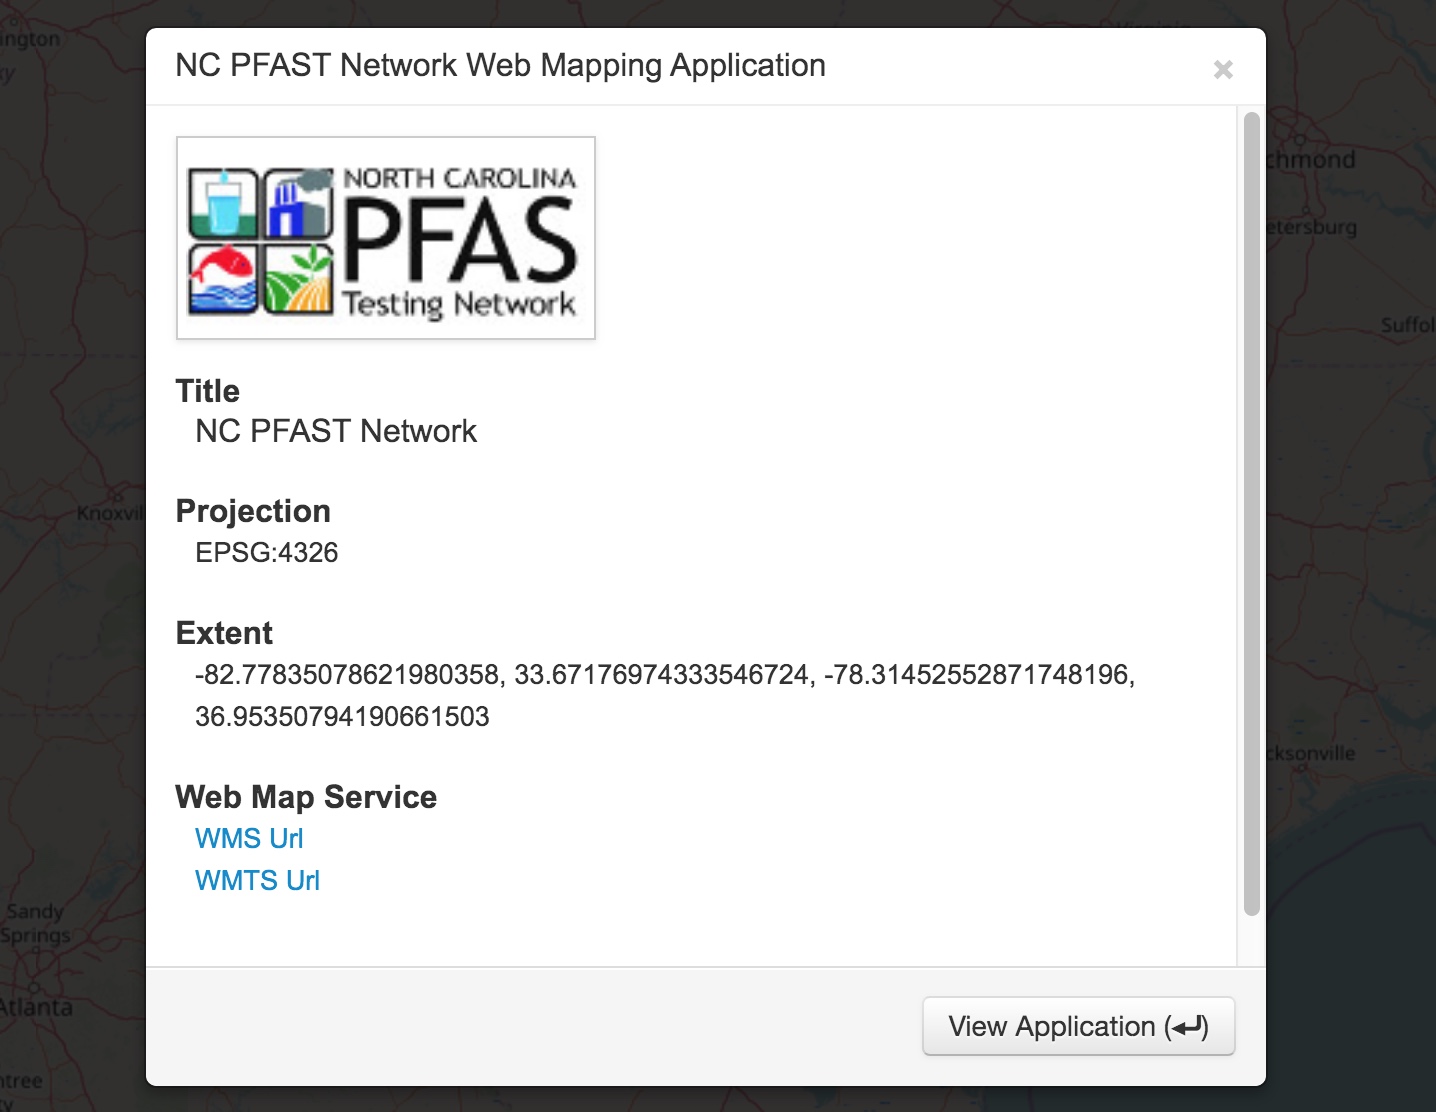 NC PFAST Network Web Mapping Application
NORTH CAROLINA
PFAS
Testing Network
Title
NC PFAST Network
Projection
EPSG:4326
Extent
-82.77835078621980358, 33.67176974333546724, -78.31452552871748196,
36.95350794190661503
Web Map Service
WMS Url
WMTS Url
View Application (↵)
ington
Virginia
chmond
etersburg
Suffol
Knoxvil
cksonville
Sandy
Springs
Atlanta
ntree